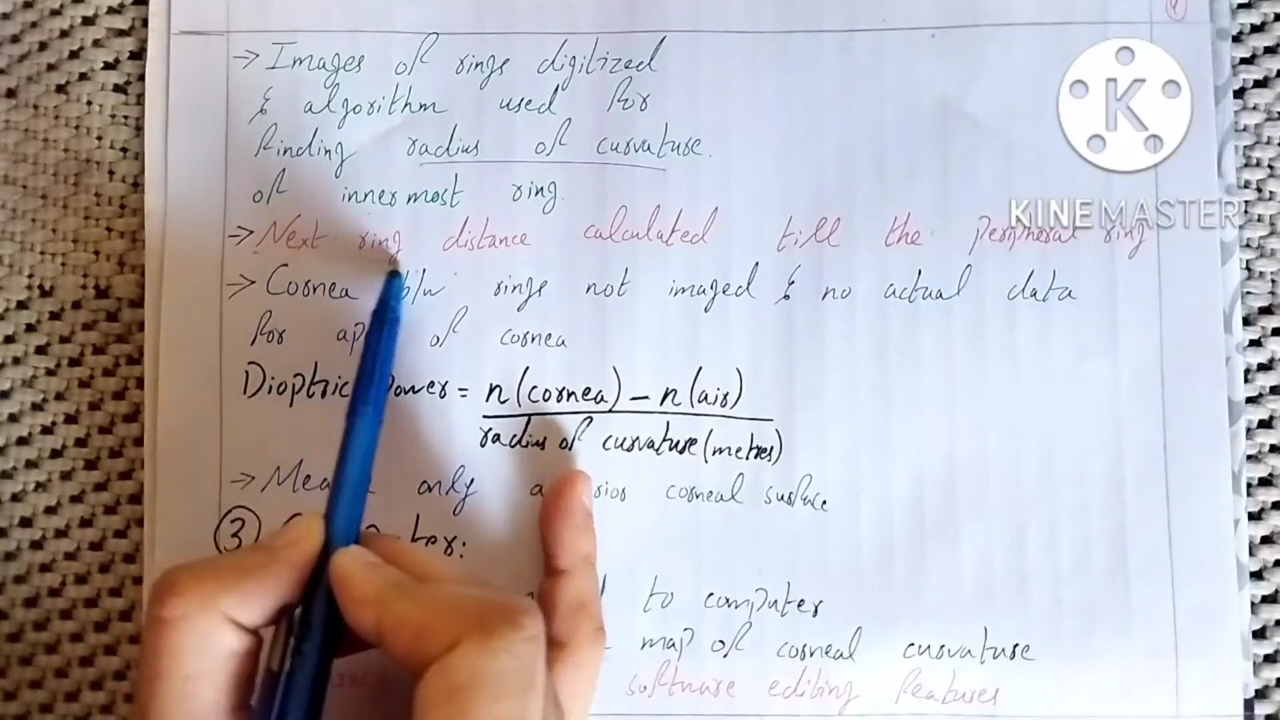 4
→ Images of rings digitized
& algorithm used for
finding radius of curvature.
of innermost ring.
→ Next ring distance calculated till the peripheral ring
→ Cornea b/w rings not imaged & no actual data
for of cornea
Dioptric Power = n (cornea) - n (air)
radius of curvature (metres)
→ only corneal surface
③
to computer
map of corneal curvature
software editing features
K
KINEMASTER